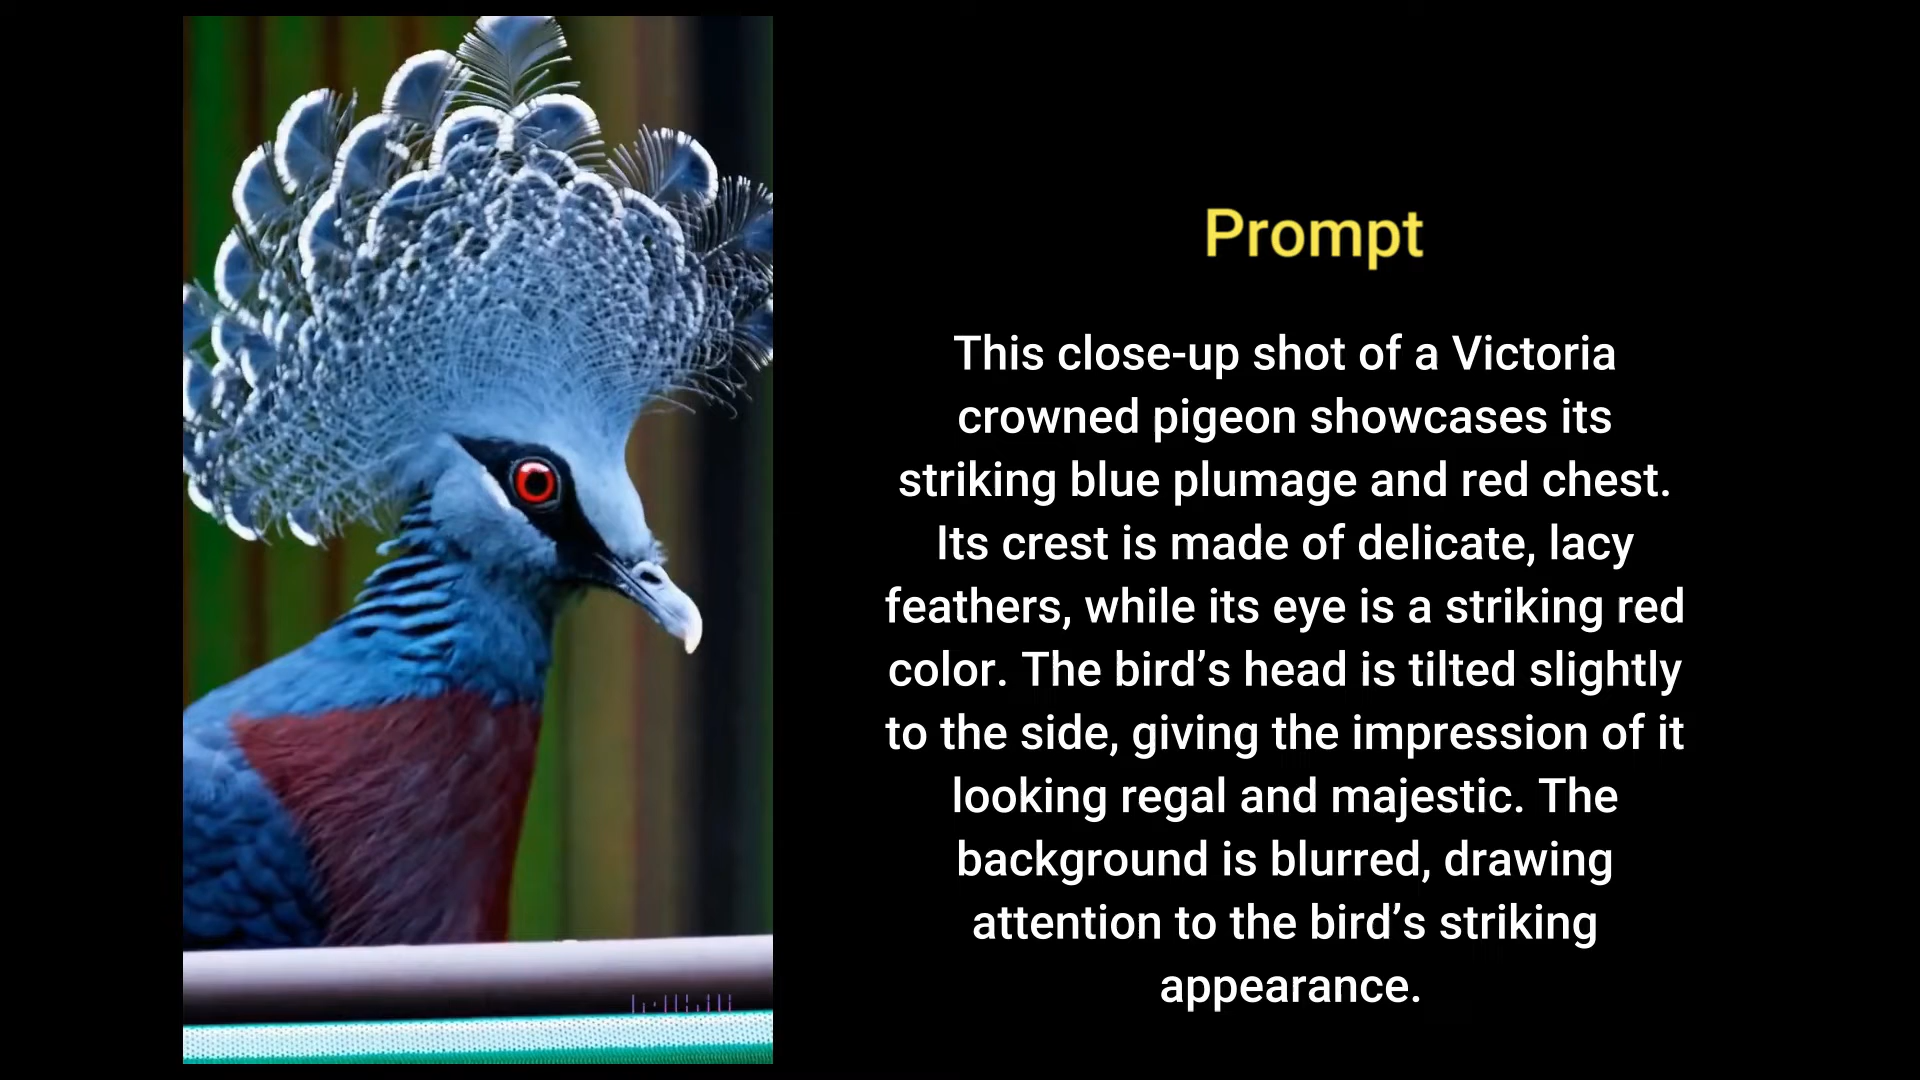 Prompt
This close-up shot of a Victoria
crowned pigeon showcases its
striking blue plumage and red chest.
Its crest is made of delicate, lacy
feathers, while its eye is a striking red
color. The bird’s head is tilted slightly
to the side, giving the impression of it
looking regal and majestic. The
background is blurred, drawing
attention to the bird’s striking
appearance.